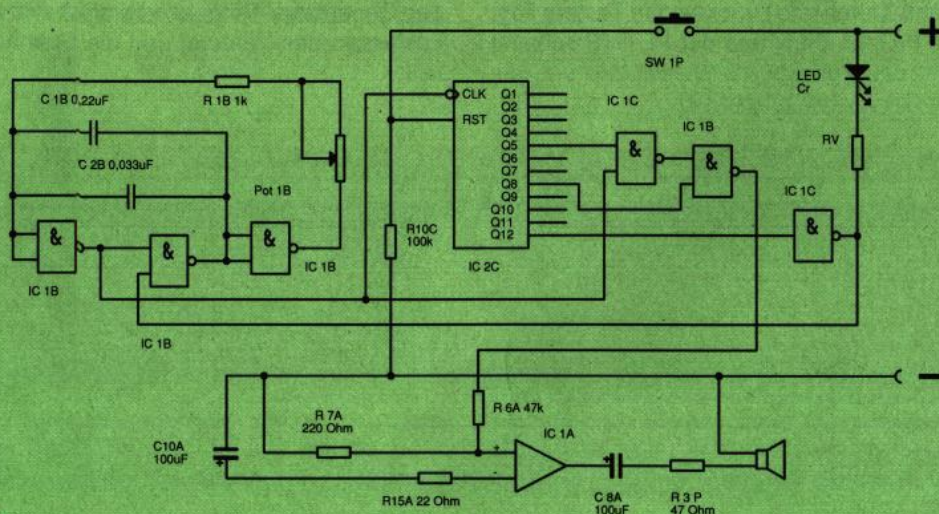 +
SW 1P
LED
Cr
C 1B 0,22uF
R 1B 1k
CLK
RST
Q1
Q2
Q3
Q4
Q5
Q6
Q7
Q8
Q9
Q10
Q11
Q12
IC 1C
&
IC 1B
&
RV
C 2B 0,033uF
Pot 1B
IC 1C
&
R10C
100k
IC 2C
&
&
&
IC 1B
IC 1B
IC 1B
-
R 7A
220 Ohm
R 6A 47k
C10A
100uF
+
IC 1A
+
-
+
R15A 22 Ohm
C 8A
100uF
R 3 P
47 Ohm